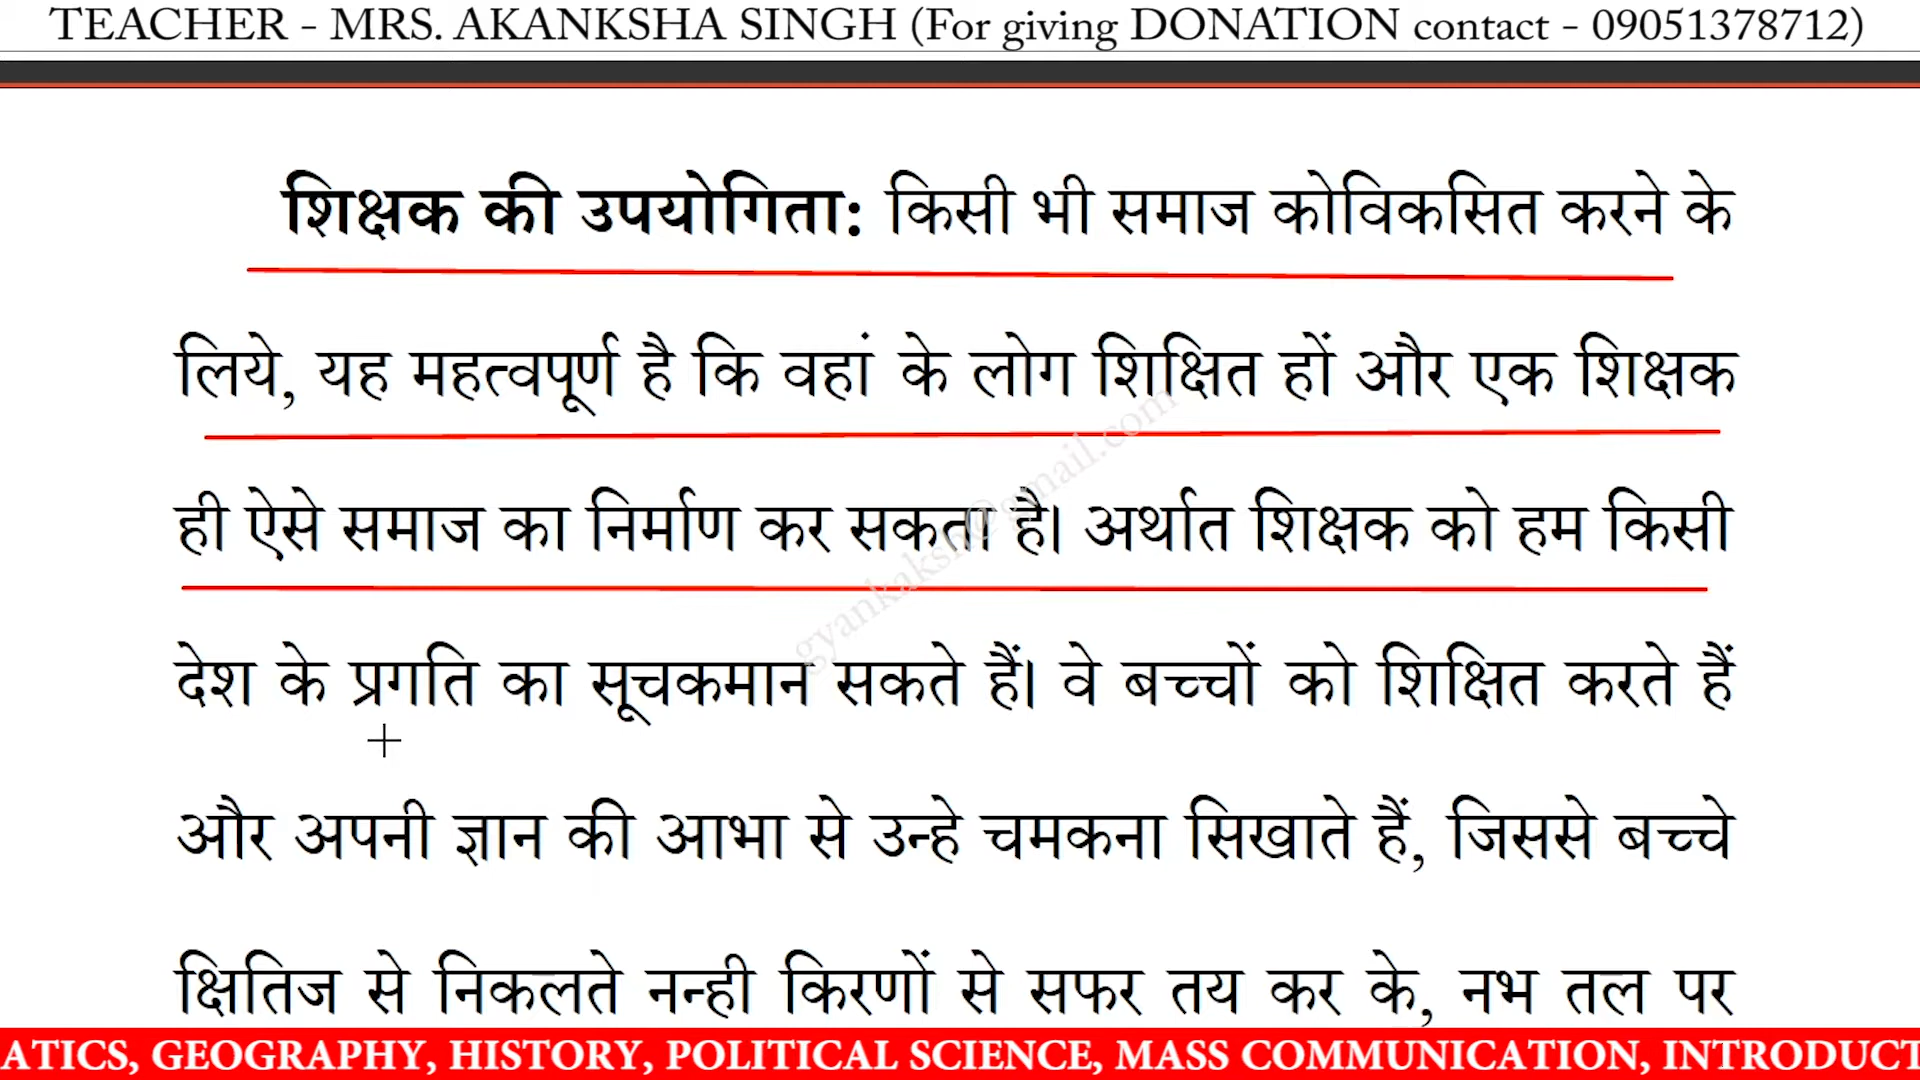 TEACHER - MRS. AKANKSHA SINGH (For giving DONATION contact - 09051378712)
शिक्षक की उपयोगिता: किसी भी समाज कोविकसित करने के
लिये, यह महत्वपूर्ण है कि वहां के लोग शिक्षित हों और एक शिक्षक
ही ऐसे समाज का निर्माण कर सकता है। अर्थात शिक्षक को हम किसी
देश के प्रगति का सूचकमान सकते हैं। वे बच्चों को शिक्षित करते हैं
और अपनी ज्ञान की आभा से उन्हे चमकना सिखाते हैं, जिससे बच्चे
क्षितिज से निकलते नन्ही किरणों से सफर तय कर के, नभ तल पर
gyankaksh@gmail.com
ATICS, GEOGRAPHY, HISTORY, POLITICAL SCIENCE, MASS COMMUNICATION, INTRODUCT